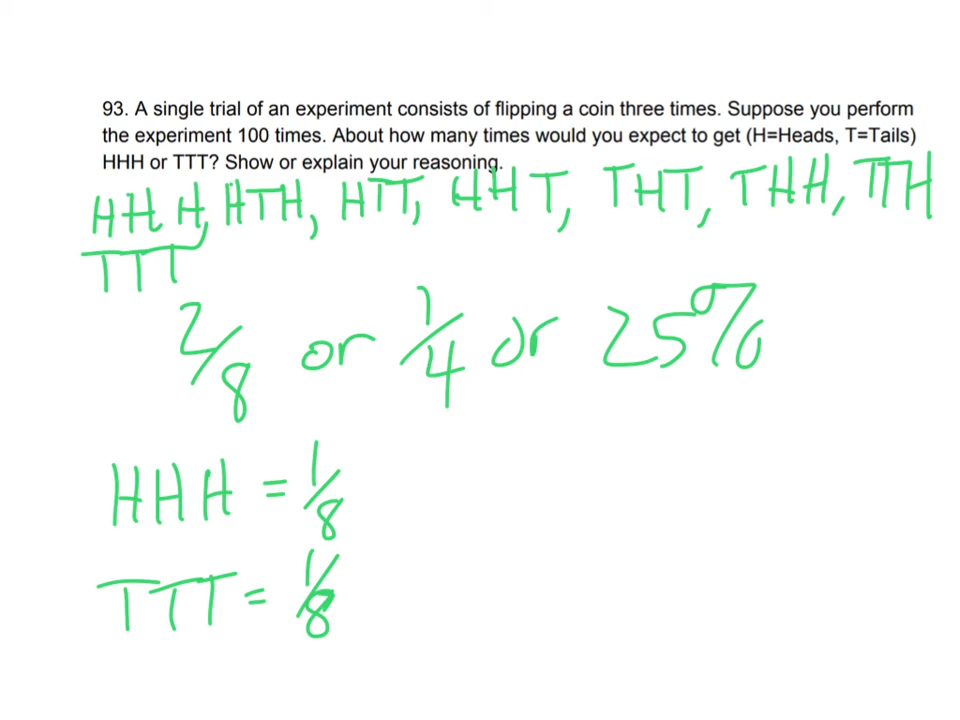 93. A single trial of an experiment consists of flipping a coin three times. Suppose you perform
the experiment 100 times. About how many times would you expect to get (H=Heads, T=Tails)
HHH or TTT? Show or explain your reasoning.
HHH, HTH, HTT, HHT, THT, THH, TTH
TTT
2/8 or 1/4 or 25%
HHH = 1/8
TTT = 1/8